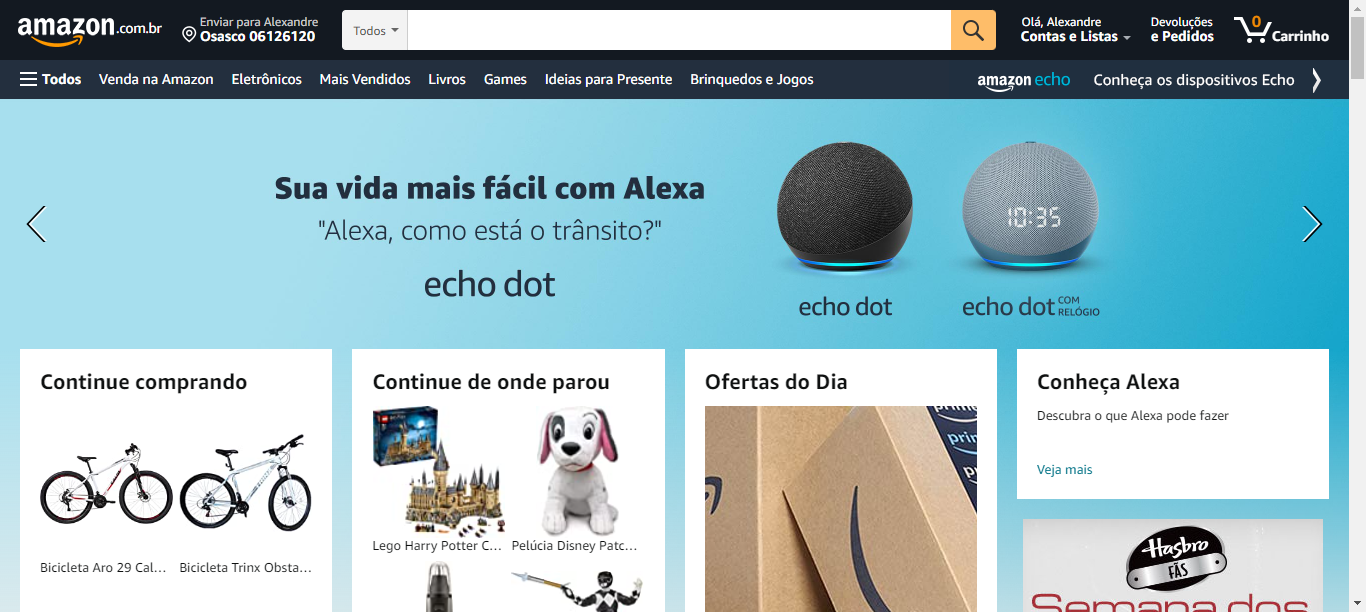 amazon.com.br
Enviar para Alexandre
Osasco 06126120
Todos
Olá, Alexandre
Contas e Listas
Devoluções
e Pedidos
0
Carrinho
Todos
Venda na Amazon
Eletrônicos
Mais Vendidos
Livros
Games
Ideias para Presente
Brinquedos e Jogos
amazon echo
Conheça os dispositivos Echo
Sua vida mais fácil com Alexa
"Alexa, como está o trânsito?"
echo dot
10:35
echo dot
echo dot COM RELÓGIO
Continue comprando
Bicicleta Aro 29 Cal...
Bicicleta Trinx Obsta...
Continue de onde parou
Lego Harry Potter C...
Pelúcia Disney Patc...
Ofertas do Dia
prime
Conheça Alexa
Descubra o que Alexa pode fazer
Veja mais
Hasbro
FÃS
Semana dos